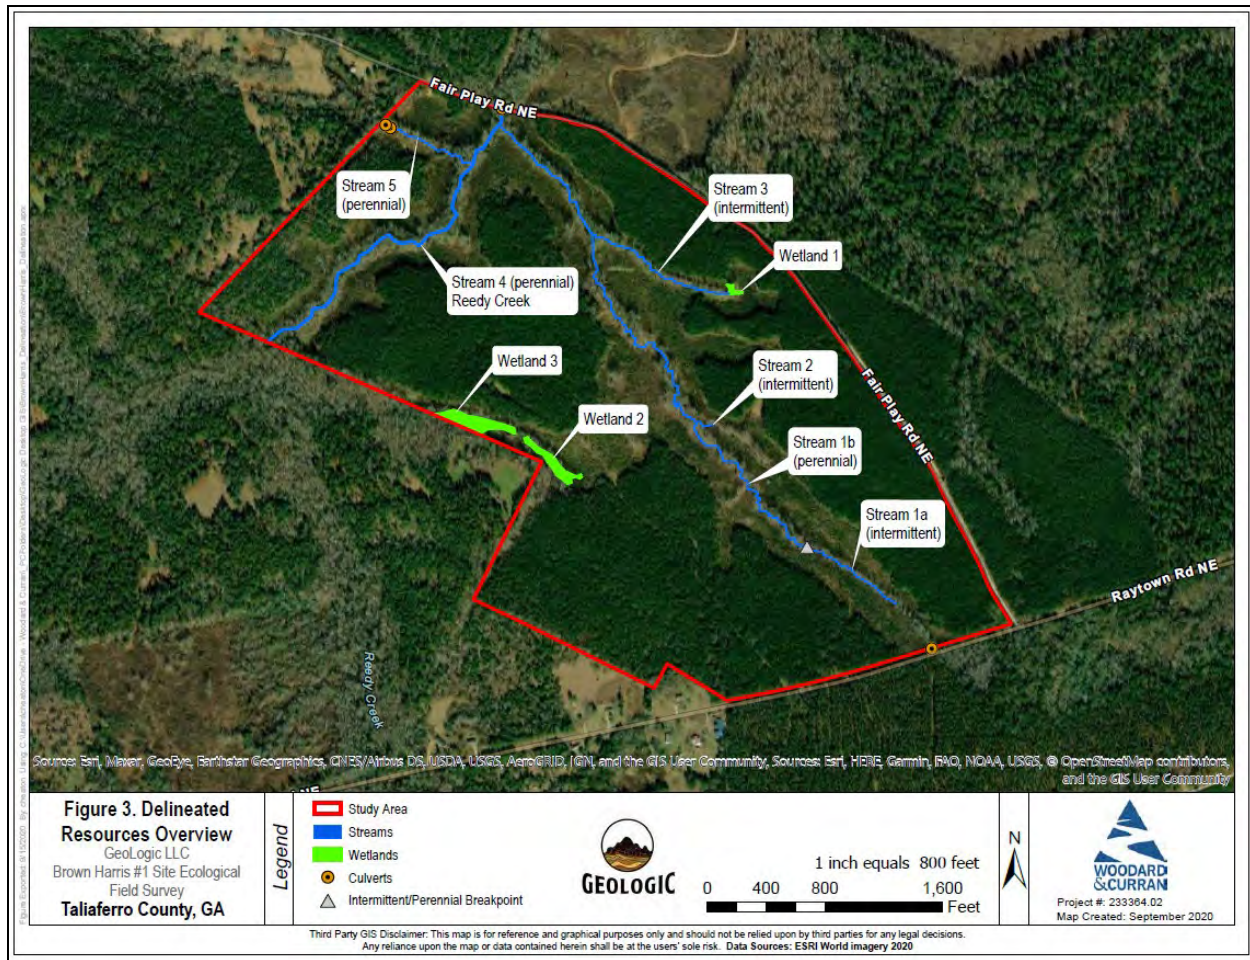 Fair Play Rd NE
Stream 5
(perennial)
Stream 3
(intermittent)
Wetland 1
Stream 4 (perennial)
Reedy Creek
Wetland 3
Stream 2
(intermittent)
Fair Play Rd NE
Wetland 2
Stream 1b
(perennial)
Stream 1a
(intermittent)
Raytown Rd NE
Reedy Creek
Sources: Esri, Maxar, GeoEye, Earthstar Geographics, CNES/Airbus DS, USDA, USGS, AeroGRID, IGN, and the GIS User Community, Sources: Esri, HERE, Garmin, FAO, NOAA, USGS, © OpenStreetMap contributors,
and the GIS User Community
NE
Figure 3. Delineated
Resources Overview
GeoLogic LLC
Brown Harris #1 Site Ecological
Field Survey
Taliaferro County, GA
Legend
Study Area
Streams
Wetlands
Culverts
Intermittent/Perennial Breakpoint
GEOLOGIC
1 inch equals 800 feet
0 400 800 1,600
Feet
N
WOODARD
&CURRAN
Project #: 233364.02
Map Created: September 2020
Third Party GIS Disclaimer: This map is for reference and graphical purposes only and should not be relied upon by third parties for any legal decisions.
Any reliance upon the map or data contained herein shall be at the users' sole risk. Data Sources: ESRI World imagery 2020